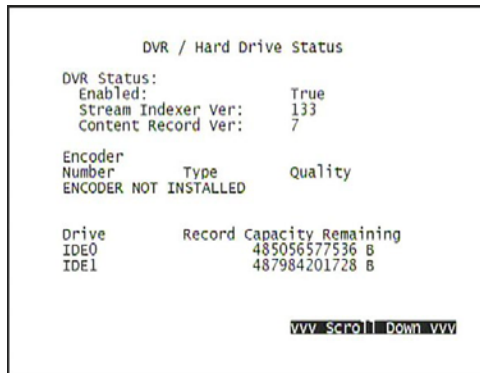 DVR / Hard Drive Status
DVR Status:
Enabled: True
Stream Indexer Ver: 133
Content Record Ver: 7
Encoder
Number Type Quality
ENCODER NOT INSTALLED
Drive Record Capacity Remaining
IDE0 485056577536 B
IDE1 487984201728 B
vvv Scroll Down vvv